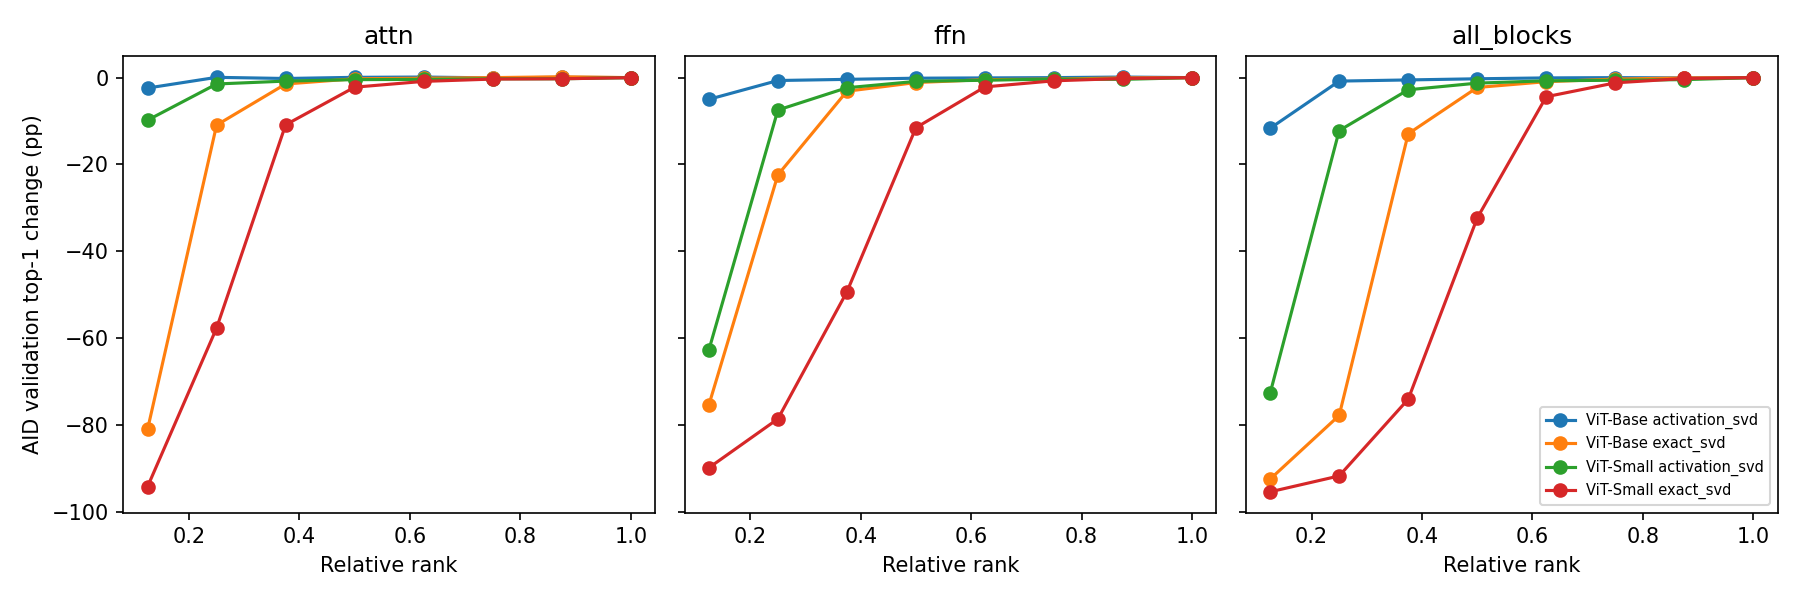 attn
ffn
all_blocks
AID validation top-1 change (pp)
0
−20
−40
−60
−80
−100
0.2 0.4 0.6 0.8 1.0
0.2 0.4 0.6 0.8 1.0
0.2 0.4 0.6 0.8 1.0
Relative rank
Relative rank
Relative rank
ViT-Base activation_svd
ViT-Base exact_svd
ViT-Small activation_svd
ViT-Small exact_svd